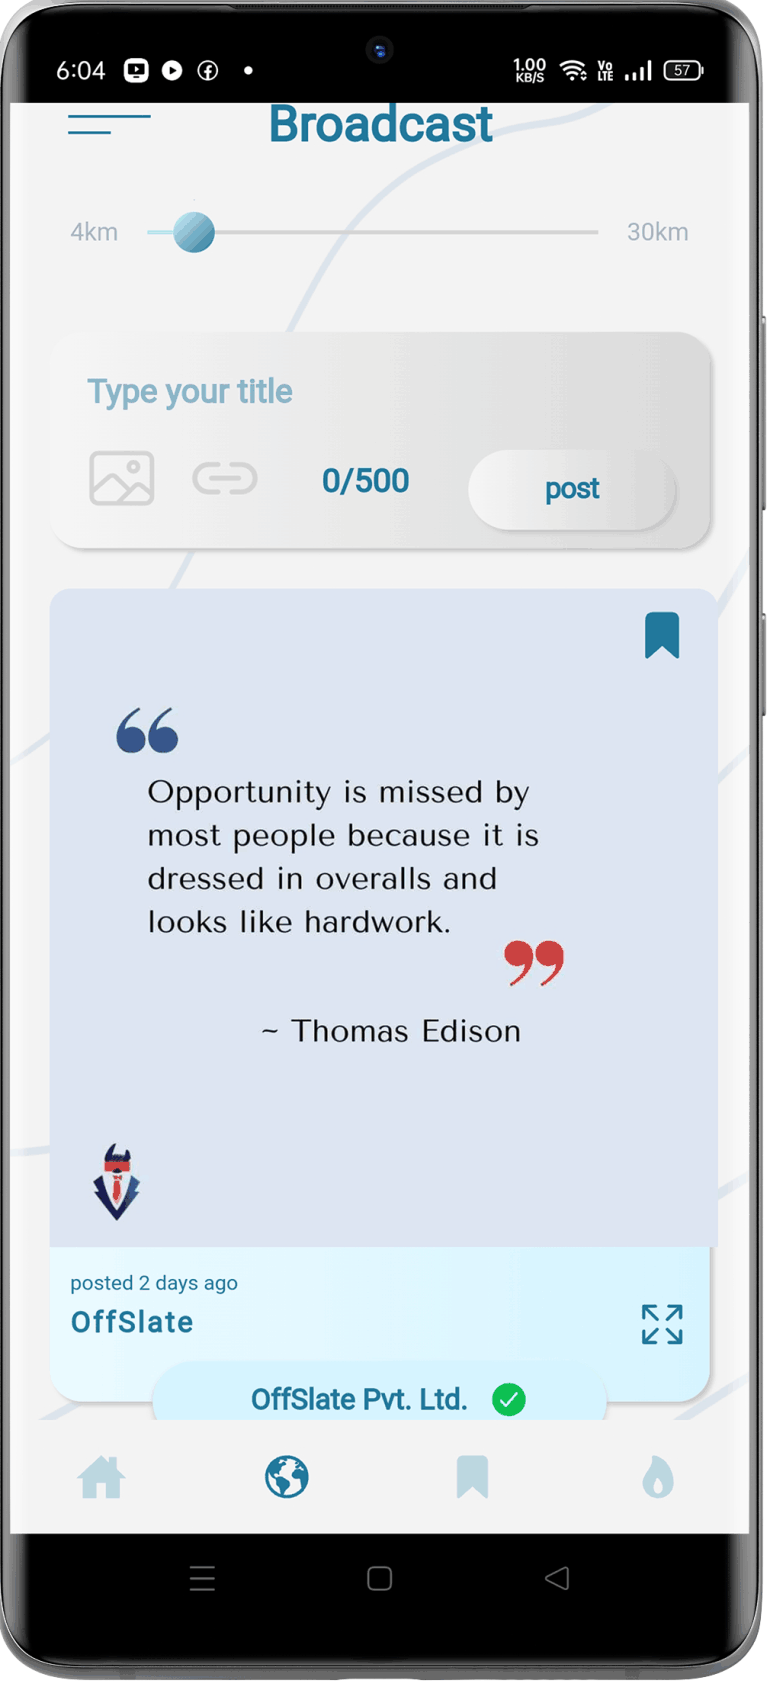 6:04
1.00
KB/S
Vo
LTE
57
Broadcast
4km
30km
Type your title
0/500
post
“
Opportunity is missed by
most people because it is
dressed in overalls and
looks like hardwork.
”
~ Thomas Edison
posted 2 days ago
OffSlate
OffSlate Pvt. Ltd.